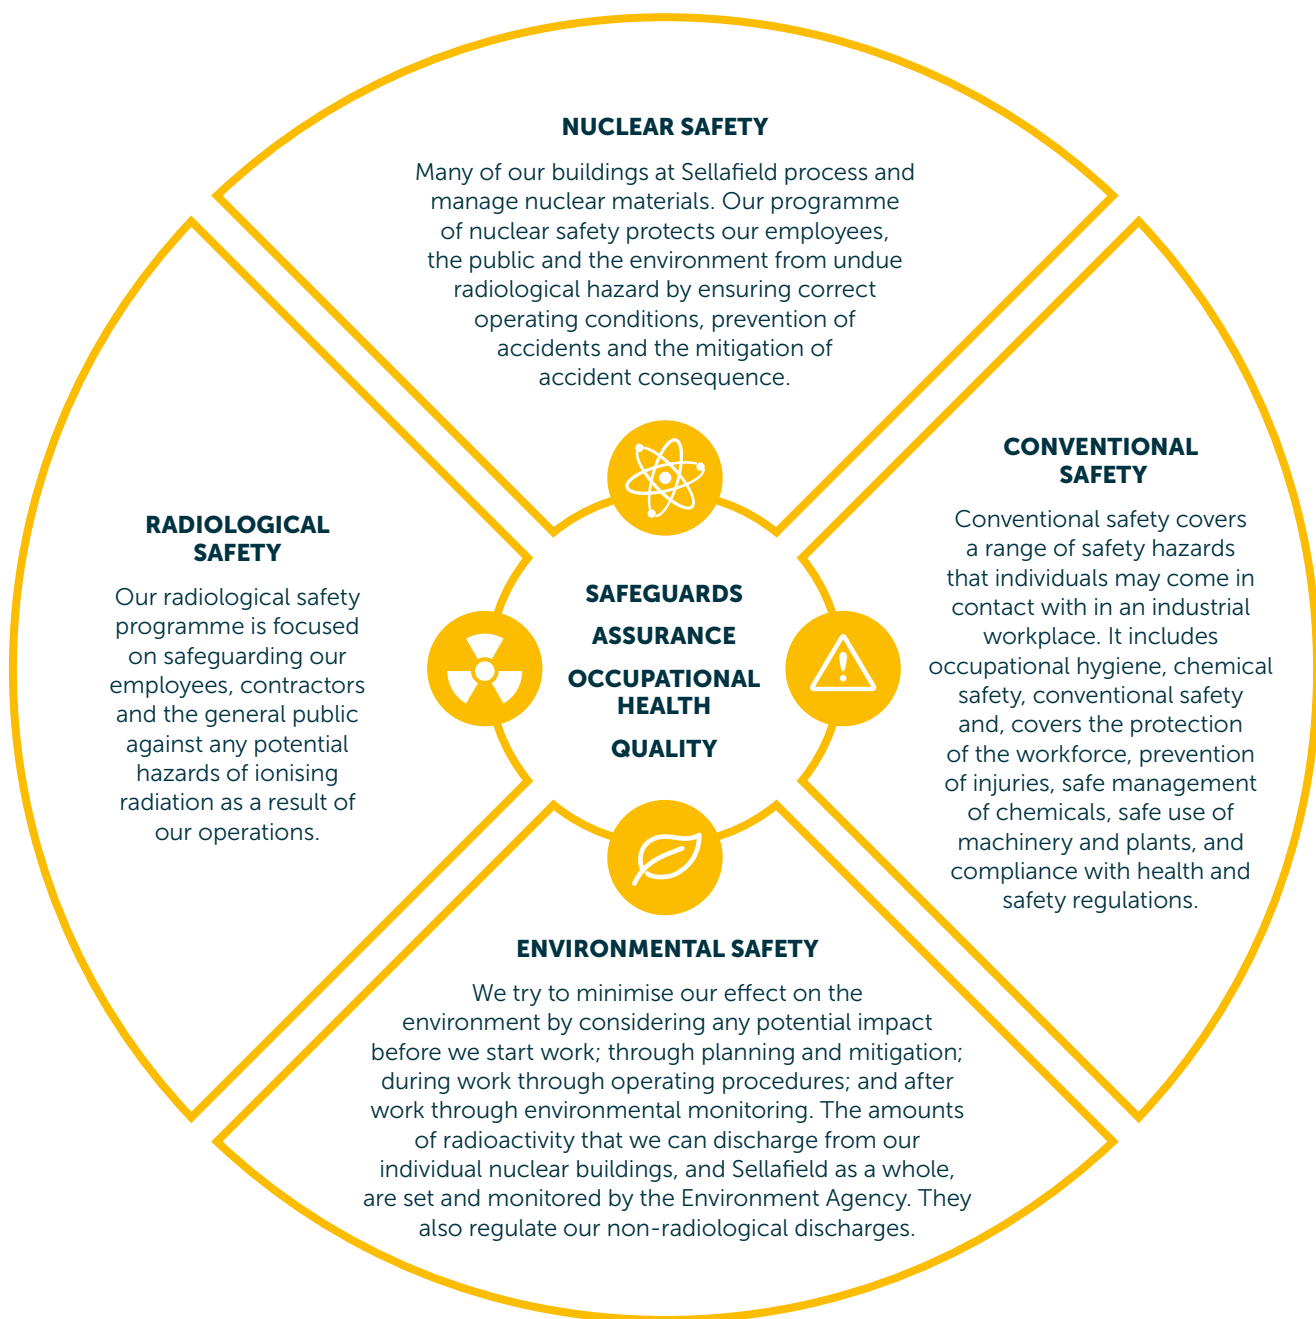 NUCLEAR SAFETY
Many of our buildings at Sellafield process and
manage nuclear materials. Our programme
of nuclear safety protects our employees,
the public and the environment from undue
radiological hazard by ensuring correct
operating conditions, prevention of
accidents and the mitigation of
accident consequence.
CONVENTIONAL
SAFETY
Conventional safety covers
a range of safety hazards
that individuals may come in
contact with in an industrial
workplace. It includes
occupational hygiene, chemical
safety, conventional safety
and, covers the protection
of the workforce, prevention
of injuries, safe management
of chemicals, safe use of
machinery and plants, and
compliance with health and
safety regulations.
RADIOLOGICAL
SAFETY
Our radiological safety
programme is focused
on safeguarding our
employees, contractors
and the general public
against any potential
hazards of ionising
radiation as a result of
our operations.
SAFEGUARDS
ASSURANCE
OCCUPATIONAL
HEALTH
QUALITY
ENVIRONMENTAL SAFETY
We try to minimise our effect on the
environment by considering any potential impact
before we start work; through planning and mitigation;
during work through operating procedures; and after
work through environmental monitoring. The amounts
of radioactivity that we can discharge from our
individual nuclear buildings, and Sellafield as a whole,
are set and monitored by the Environment Agency. They
also regulate our non-radiological discharges.